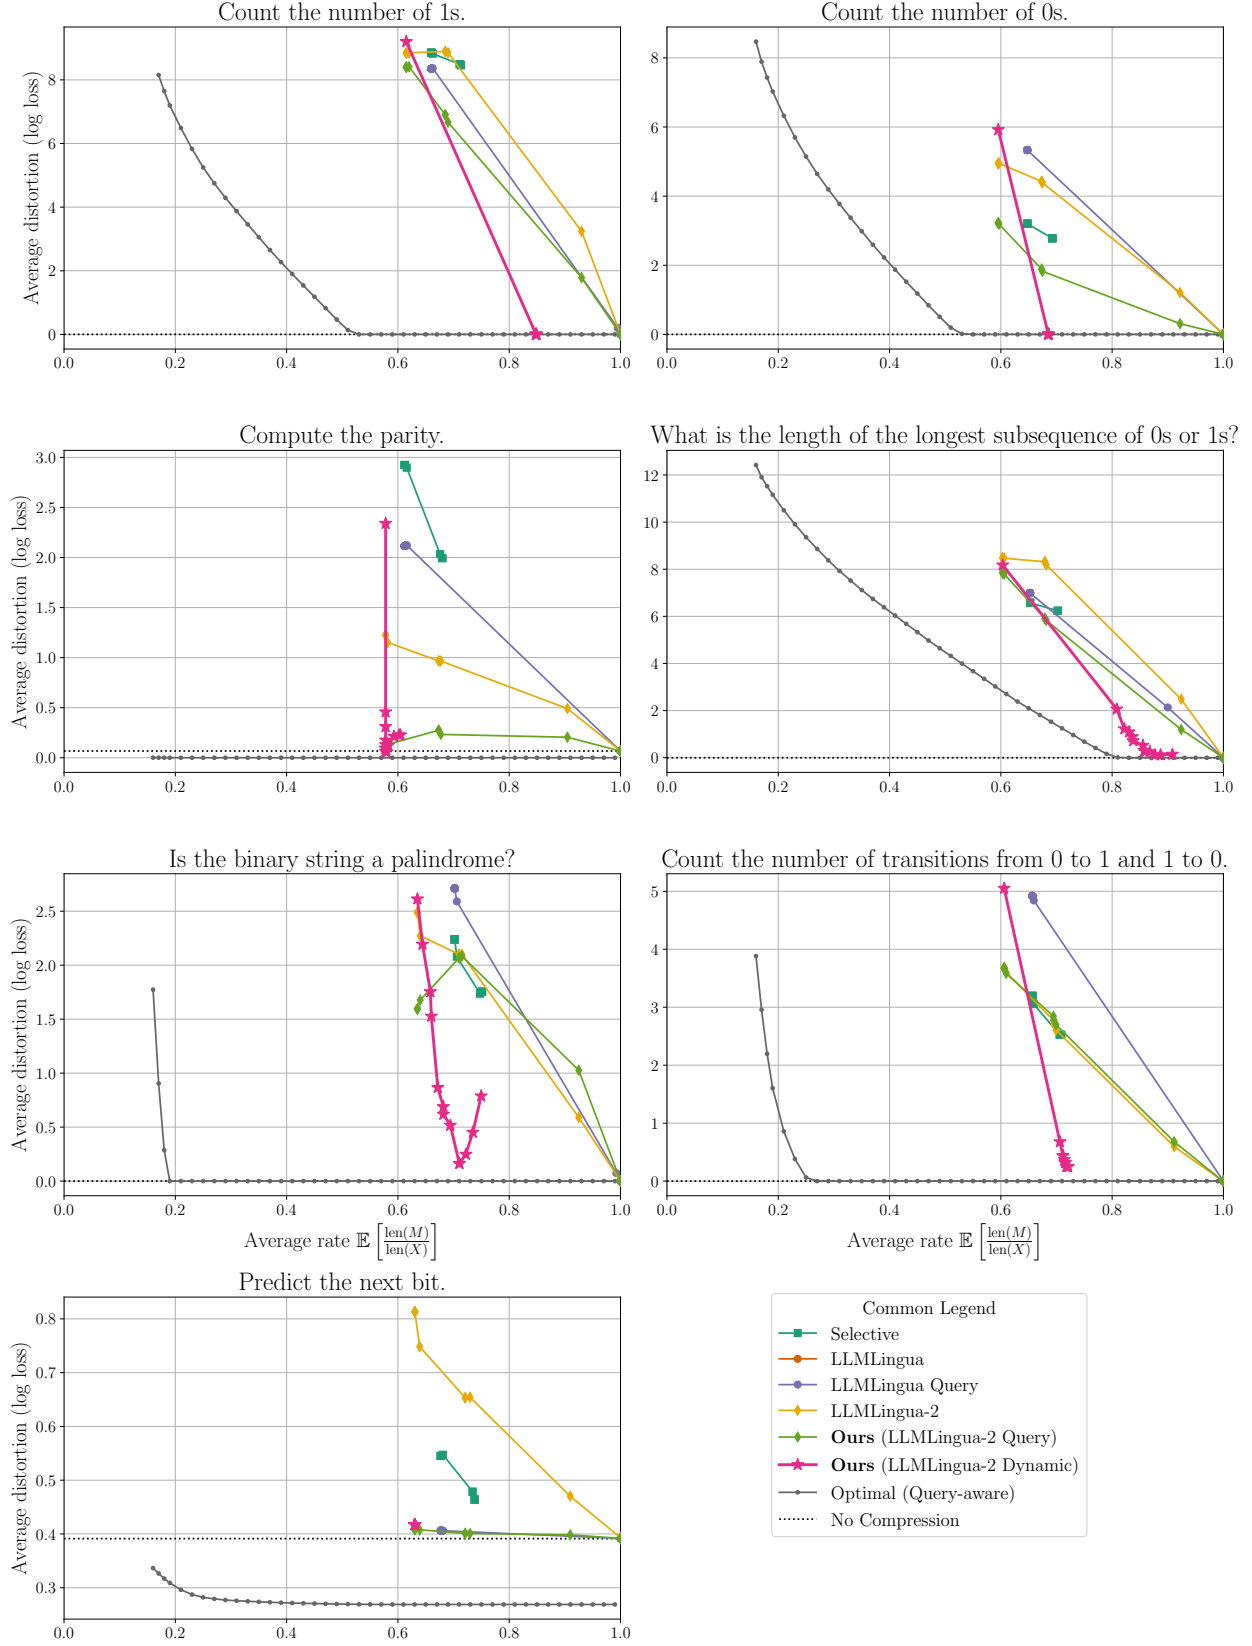 Count the number of 1s.
Average distortion (log loss)
8
6
4
2
0
0.0 0.2 0.4 0.6 0.8 1.0
Count the number of 0s.
8
6
4
2
0
0.0 0.2 0.4 0.6 0.8 1.0
Compute the parity.
Average distortion (log loss)
3.0
2.5
2.0
1.5
1.0
0.5
0.0
0.0 0.2 0.4 0.6 0.8 1.0
What is the length of the longest subsequence of 0s or 1s?
12
10
8
6
4
2
0
0.0 0.2 0.4 0.6 0.8 1.0
Is the binary string a palindrome?
Average distortion (log loss)
2.5
2.0
1.5
1.0
0.5
0.0
0.0 0.2 0.4 0.6 0.8 1.0
Average rate 𝔼 [len(M)/len(X)]
Count the number of transitions from 0 to 1 and 1 to 0.
5
4
3
2
1
0
0.0 0.2 0.4 0.6 0.8 1.0
Average rate 𝔼 [len(M)/len(X)]
Predict the next bit.
Average distortion (log loss)
0.8
0.7
0.6
0.5
0.4
0.3
0.0 0.2 0.4 0.6 0.8 1.0
Common Legend
Selective
LLMLingua
LLMLingua Query
LLMLingua-2
Ours (LLMLingua-2 Query)
Ours (LLMLingua-2 Dynamic)
Optimal (Query-aware)
No Compression